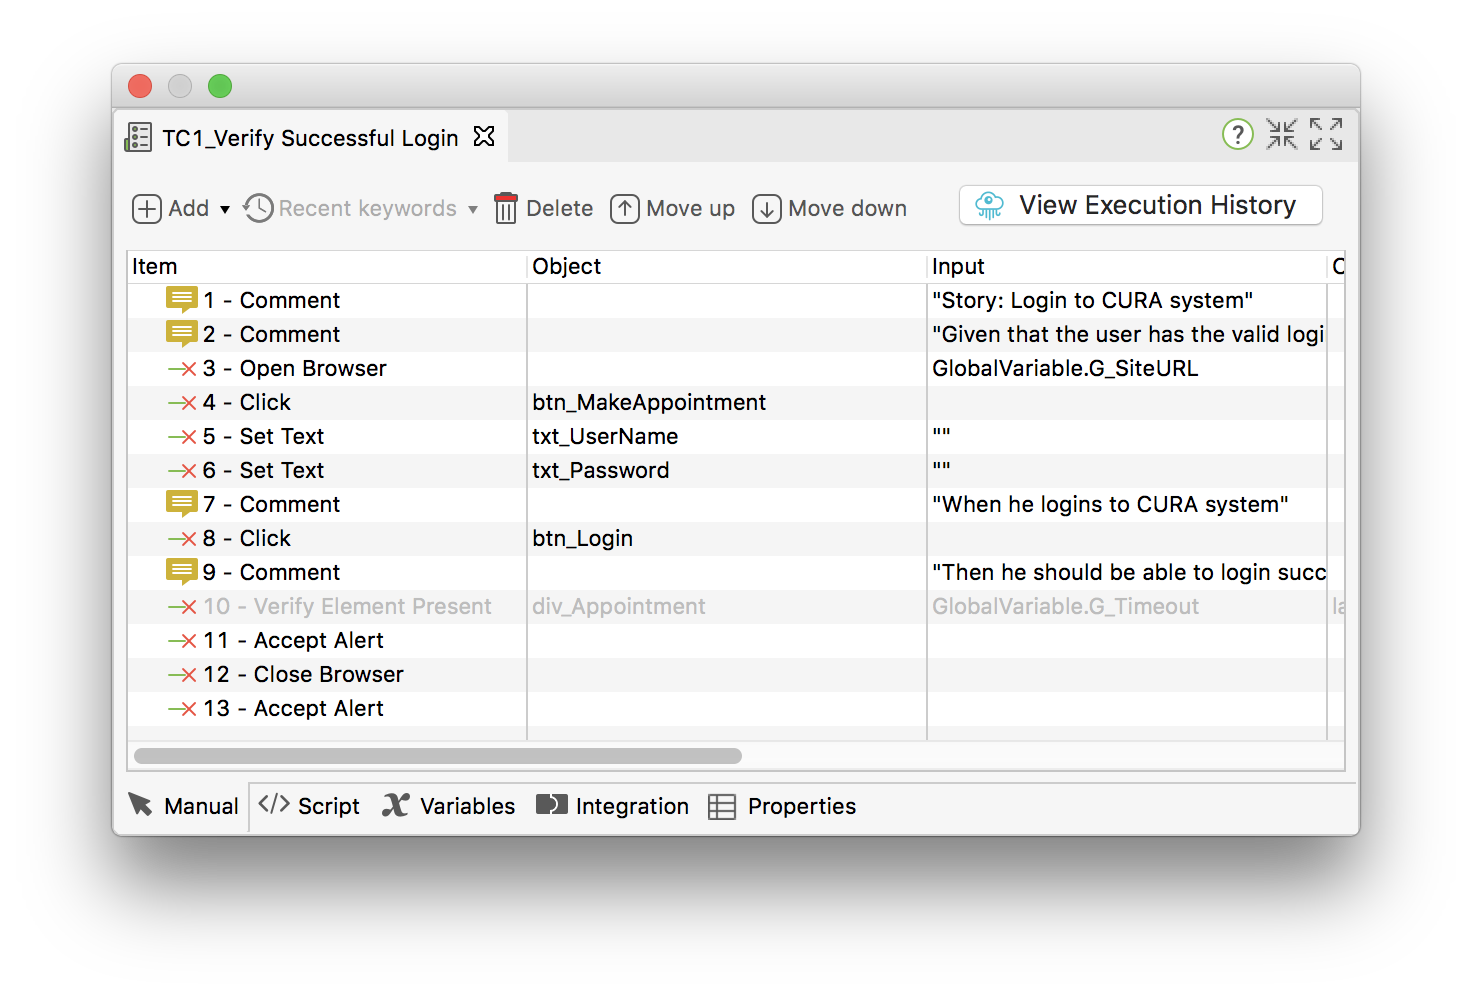 TC1_Verify Successful Login
?
Add Recent keywords Delete Move up Move down View Execution History
Item Object Input
1 - Comment "Story: Login to CURA system"
2 - Comment "Given that the user has the valid logi
3 - Open Browser GlobalVariable.G_SiteURL
4 - Click btn_MakeAppointment
5 - Set Text txt_UserName ""
6 - Set Text txt_Password ""
7 - Comment "When he logins to CURA system"
8 - Click btn_Login
9 - Comment "Then he should be able to login succ
10 - Verify Element Present div_Appointment GlobalVariable.G_Timeout
11 - Accept Alert
12 - Close Browser
13 - Accept Alert
Manual Script Variables Integration Properties